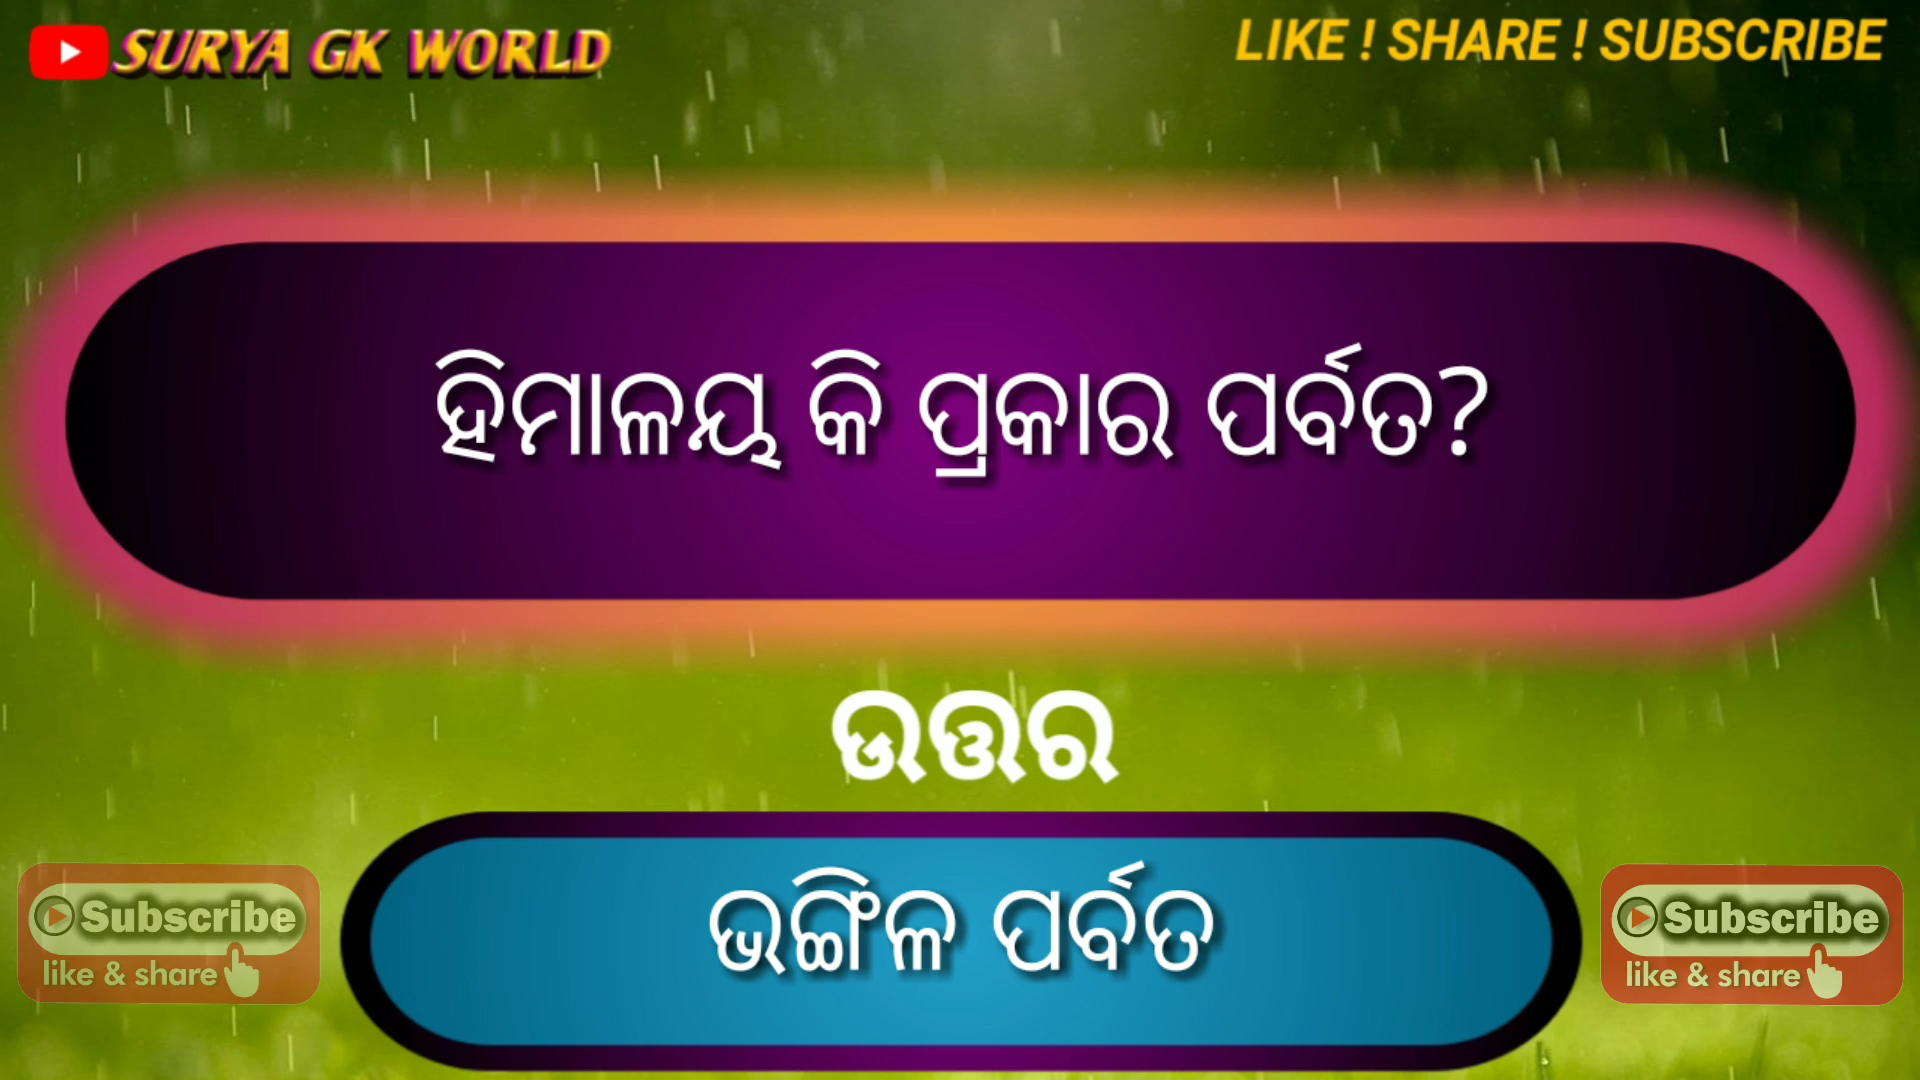 SURYA GK WORLD
LIKE ! SHARE ! SUBSCRIBE
ହିମାଳୟ କି ପ୍ରକାର ପର୍ବତ?
ଉତ୍ତର
ଭଙ୍ଗିଳ ପର୍ବତ
Subscribe
like & share
Subscribe
like & share